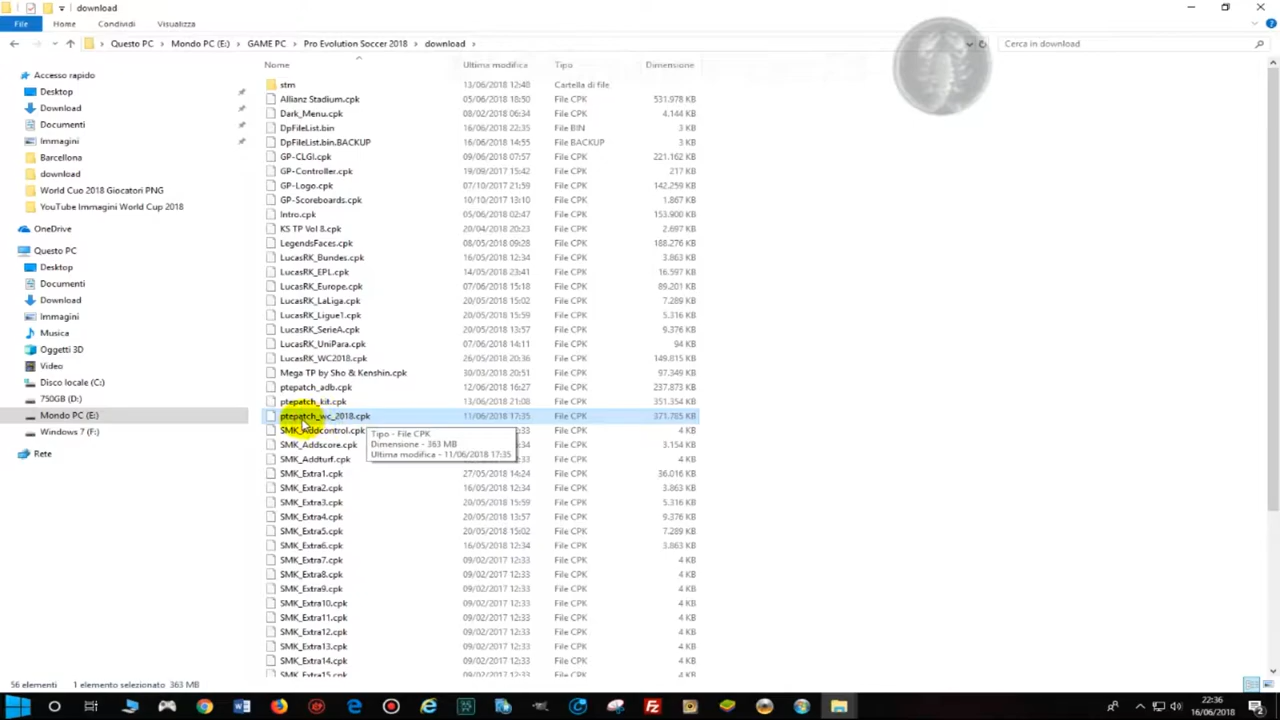 download
File Home Condividi Visualizza
Questo PC > Mondo PC (E:) > GAME PC > Pro Evolution Soccer 2018 > download >
Cerca in download
Nome Ultima modifica Tipo Dimensione
Accesso rapido
Desktop
Download
Documenti
Immagini
Barcellona
download
World Cuo 2018 Giocatori PNG
YouTube Immagini World Cup 2018
OneDrive
Questo PC
Desktop
Documenti
Download
Immagini
Musica
Oggetti 3D
Video
Disco locale (C:)
750GB (D:)
Mondo PC (E:)
Windows 7 (F:)
Rete
stm 13/06/2018 12:48 Cartella di file
Allianz Stadium.cpk 05/06/2018 18:50 File CPK 531.978 KB
Dark_Menu.cpk 08/02/2018 06:34 File CPK 4.144 KB
DpFileList.bin 16/06/2018 22:35 File BIN 3 KB
DpFileList.bin.BACKUP 16/06/2018 14:55 File BACKUP 3 KB
GP-CLGI.cpk 09/06/2018 07:57 File CPK 221.162 KB
GP-Controller.cpk 19/09/2017 15:42 File CPK 217 KB
GP-Logo.cpk 07/10/2017 21:59 File CPK 142.259 KB
GP-Scoreboards.cpk 10/10/2017 13:10 File CPK 1.867 KB
Intro.cpk 05/06/2018 02:47 File CPK 153.900 KB
KS TP Vol 8.cpk 20/04/2018 20:23 File CPK 2.697 KB
LegendsFaces.cpk 08/05/2018 09:28 File CPK 188.276 KB
LucasRK_Bundes.cpk 16/05/2018 12:34 File CPK 3.863 KB
LucasRK_EPL.cpk 14/05/2018 23:41 File CPK 16.597 KB
LucasRK_Europe.cpk 07/06/2018 15:18 File CPK 89.201 KB
LucasRK_LaLiga.cpk 20/05/2018 15:02 File CPK 7.289 KB
LucasRK_Ligue1.cpk 20/05/2018 15:59 File CPK 5.316 KB
LucasRK_SerieA.cpk 20/05/2018 13:57 File CPK 9.376 KB
LucasRK_UniPara.cpk 07/06/2018 14:11 File CPK 94 KB
LucasRK_WC2018.cpk 26/05/2018 20:36 File CPK 149.815 KB
Mega TP by Sho & Kenshin.cpk 30/03/2018 20:51 File CPK 97.349 KB
ptepatch_adb.cpk 12/06/2018 16:27 File CPK 237.873 KB
ptepatch_kit.cpk 13/06/2018 21:08 File CPK 351.354 KB
ptepatch_wc_2018.cpk 11/06/2018 17:35 File CPK 371.785 KB
SMK_Addcontrol.cpk File CPK 4 KB
SMK_Addscore.cpk File CPK 3.154 KB
SMK_Addturf.cpk File CPK 4 KB
Tipo - File CPK
Dimensione - 363 MB
Ultima modifica - 11/06/2018 17:35
SMK_Extra1.cpk 27/05/2018 14:24 File CPK 36.016 KB
SMK_Extra2.cpk 16/05/2018 12:34 File CPK 3.863 KB
SMK_Extra3.cpk 20/05/2018 15:59 File CPK 5.316 KB
SMK_Extra4.cpk 20/05/2018 13:57 File CPK 9.376 KB
SMK_Extra5.cpk 20/05/2018 15:02 File CPK 7.289 KB
SMK_Extra6.cpk 16/05/2018 12:34 File CPK 3.863 KB
SMK_Extra7.cpk 09/02/2017 12:33 File CPK 4 KB
SMK_Extra8.cpk 09/02/2017 12:33 File CPK 4 KB
SMK_Extra9.cpk 09/02/2017 12:33 File CPK 4 KB
SMK_Extra10.cpk 09/02/2017 12:33 File CPK 4 KB
SMK_Extra11.cpk 09/02/2017 12:33 File CPK 4 KB
SMK_Extra12.cpk 09/02/2017 12:33 File CPK 4 KB
SMK_Extra13.cpk 09/02/2017 12:33 File CPK 4 KB
SMK_Extra14.cpk 09/02/2017 12:33 File CPK 4 KB
SMK_Extra15.cpk 09/02/2017 12:33 File CPK 4 KB
56 elementi 1 elemento selezionato 363 MB
22:36
16/06/2018